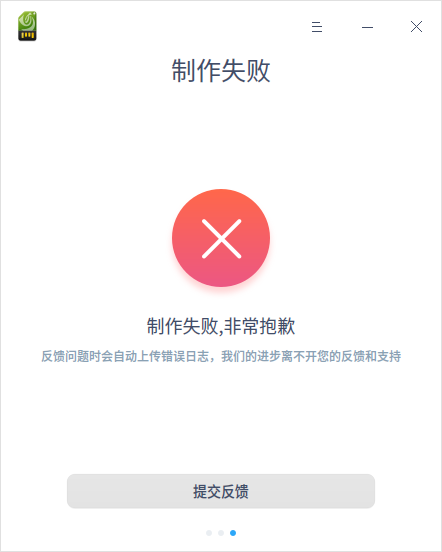 制作失败
制作失败,非常抱歉
反馈问题时会自动上传错误日志，我们的进步离不开您的反馈和支持
提交反馈